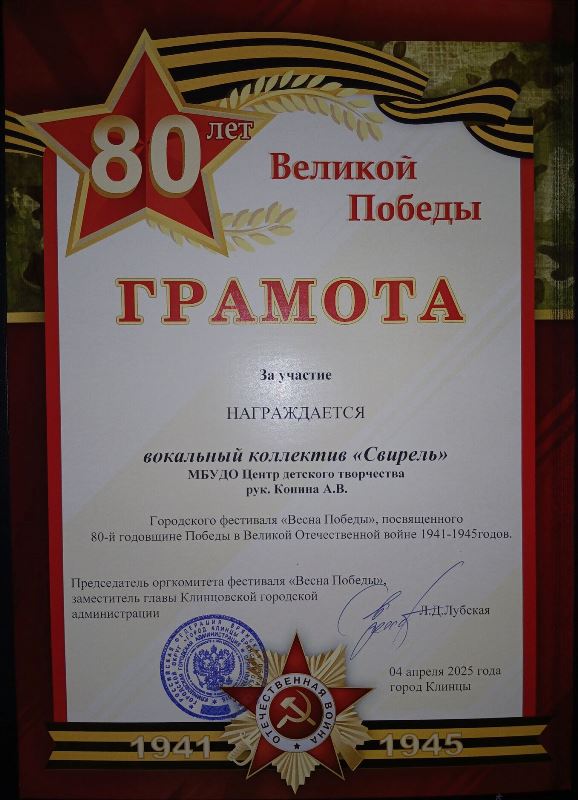 80 лет
Великой
Победы
ГРАМОТА
За участие
НАГРАЖДАЕТСЯ
вокальный коллектив «Свирель»
МБУДО Центр детского творчества
рук. Конина А.В.
Городского фестиваля «Весна Победы», посвященного
80-й годовщине Победы в Великой Отечественной войне 1941-1945годов.
Председатель оргкомитета фестиваля «Весна Победы»,
заместитель главы Клинцовской городской
администрации
Л.Д.Лубская
04 апреля 2025 года
город Клинцы
ОТЕЧЕСТВЕННАЯ ВОЙНА
1941 1945